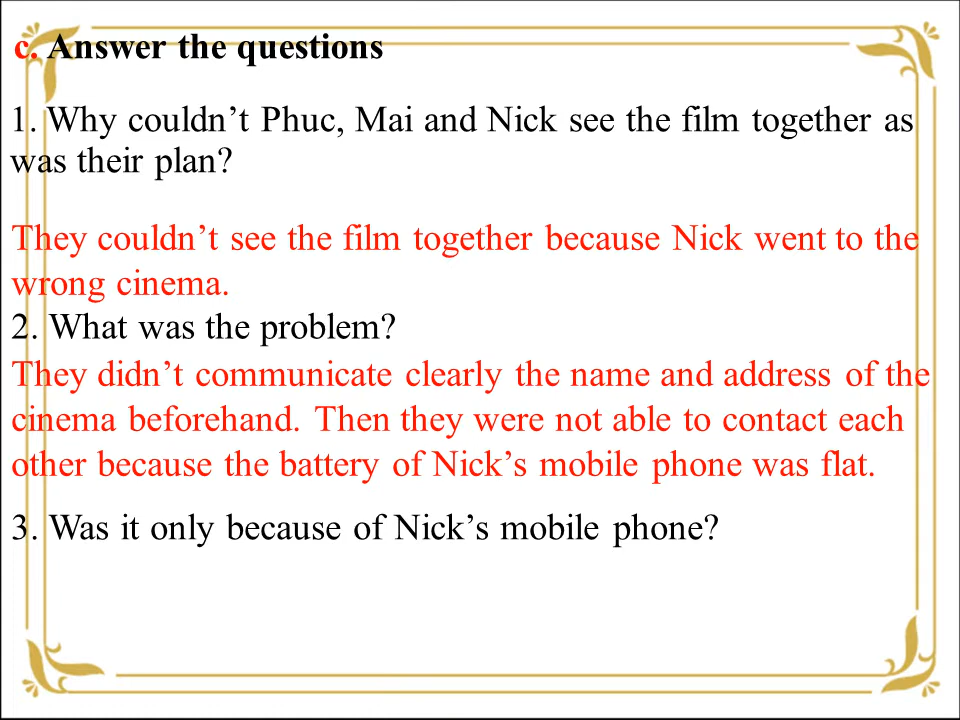 c. Answer the questions
1. Why couldn’t Phuc, Mai and Nick see the film together as
was their plan?
They couldn’t see the film together because Nick went to the
wrong cinema.
2. What was the problem?
They didn’t communicate clearly the name and address of the
cinema beforehand. Then they were not able to contact each
other because the battery of Nick’s mobile phone was flat.
3. Was it only because of Nick’s mobile phone?